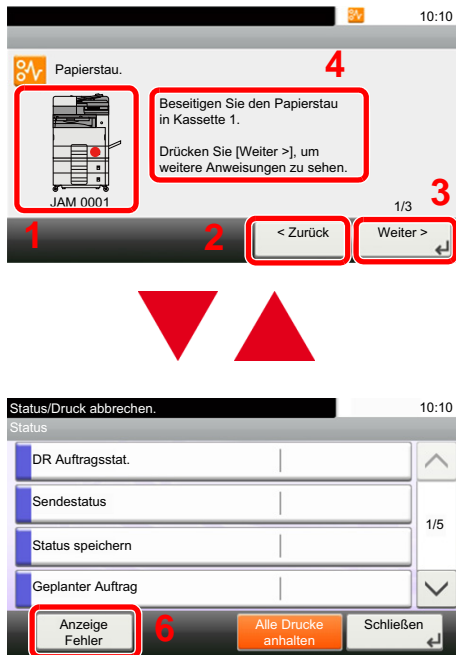 10:10
Papierstau.
4
Beseitigen Sie den Papierstau
in Kassette 1.
Drücken Sie [Weiter >], um
weitere Anweisungen zu sehen.
JAM 0001
1/3
3
1
2
< Zurück
Weiter >
Status/Druck abbrechen.
10:10
Status
DR Auftragsstat.
Sendestatus
1/5
Status speichern
Geplanter Auftrag
Anzeige
Fehler
6
Alle Drucke
anhalten
Schließen